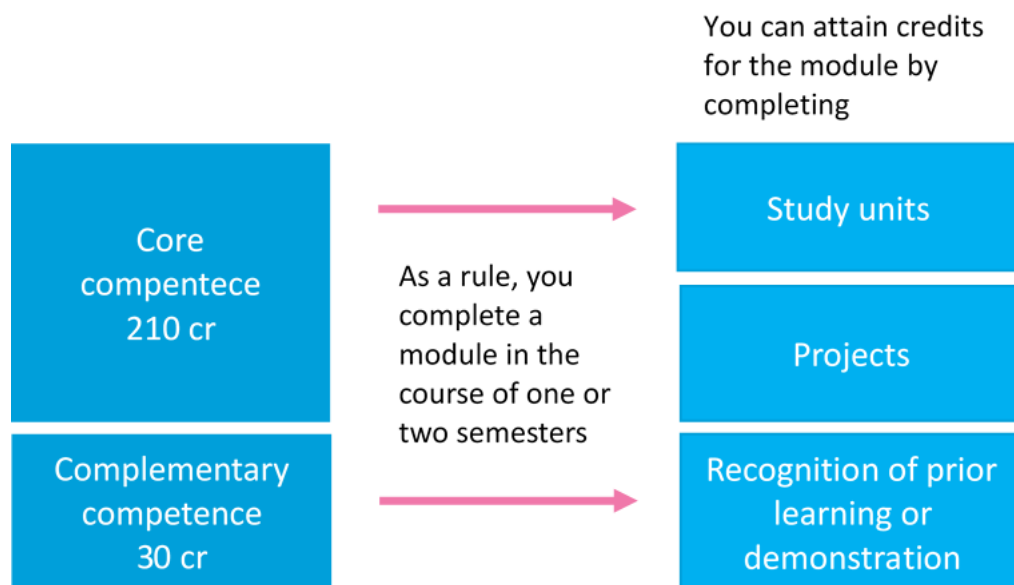 You can attain credits
for the module by
completing
Core
compentece
210 cr
Complementary
competence
30 cr
As a rule, you
complete a
module in the
course of one or
two semesters
Study units
Projects
Recognition of prior
learning or
demonstration